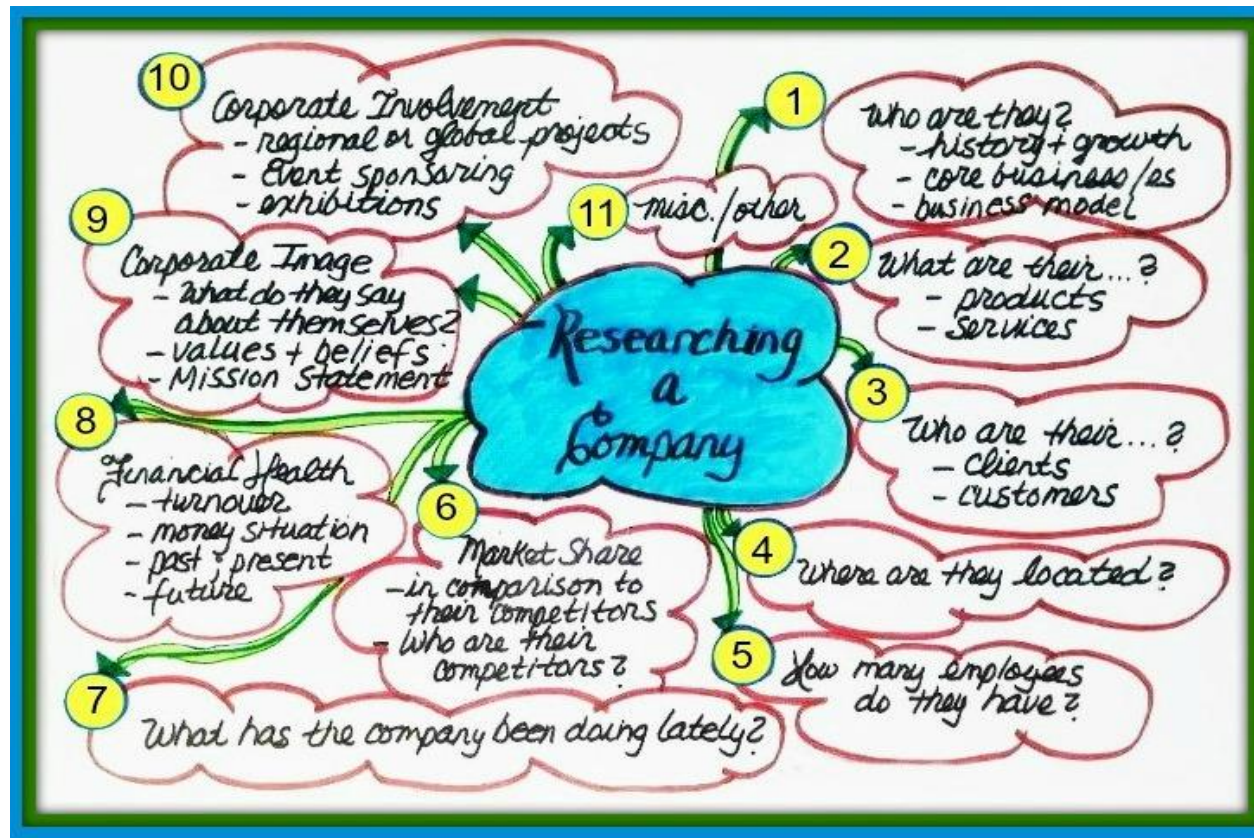 Researching
a
Company
1
Who are they?
- history + growth
- core business/es
- business model
2
What are their...?
- products
- services
3
Who are their...?
- clients
- customers
4
Where are they located?
5
How many employees
do they have?
6
Market Share
- in comparison to
their competitors
- Who are their
competitors?
7
What has the company been doing lately?
8
Financial Health
- turnover
- money situation
- past & present
- future
9
Corporate Image
- What do they say
about themselves?
- values + beliefs
- Mission Statement
10
Corporate Involvement
- regional or global projects
- Event sponsoring
- exhibitions
11
misc./other